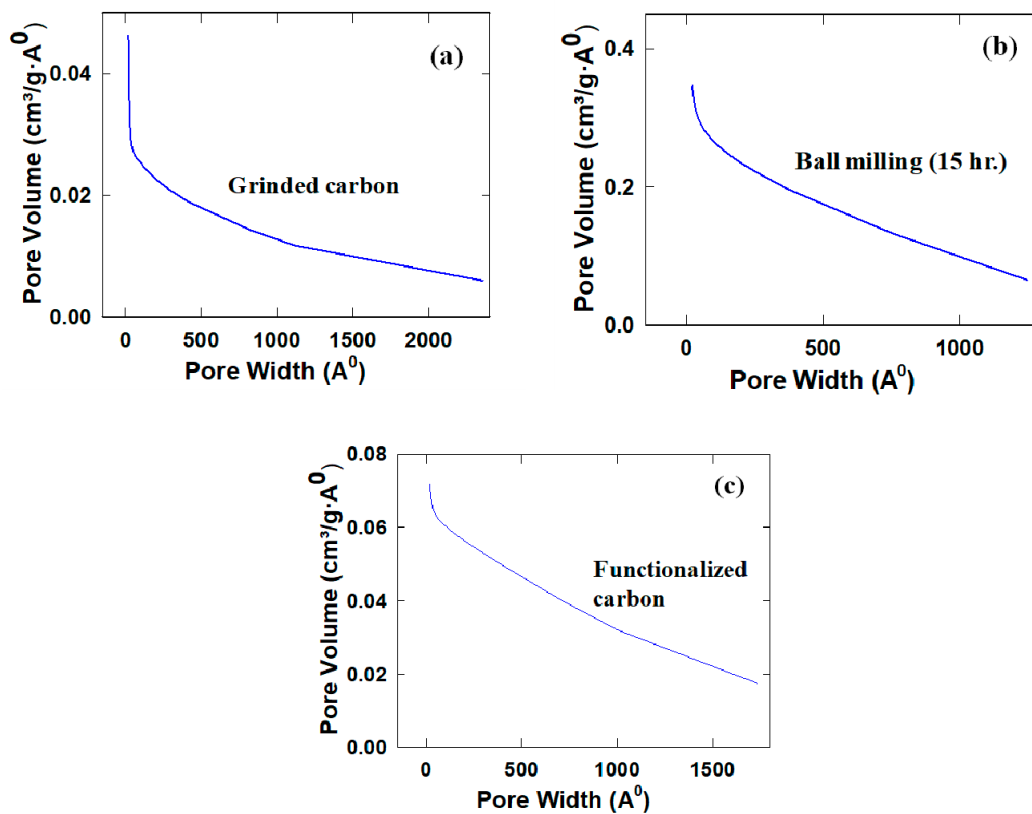 (a)
Pore Volume (cm³/g·A⁰)
0.04
0.02
0.00
Grinded carbon
0 500 1000 1500 2000
Pore Width (A⁰)
(b)
Pore Volume (cm³/g·A⁰)
0.4
0.2
0.0
Ball milling (15 hr.)
0 500 1000
Pore Width (A⁰)
(c)
Pore Volume (cm³/g·A⁰)
0.08
0.06
0.04
0.02
0.00
Functionalized
carbon
0 500 1000 1500
Pore Width (A⁰)